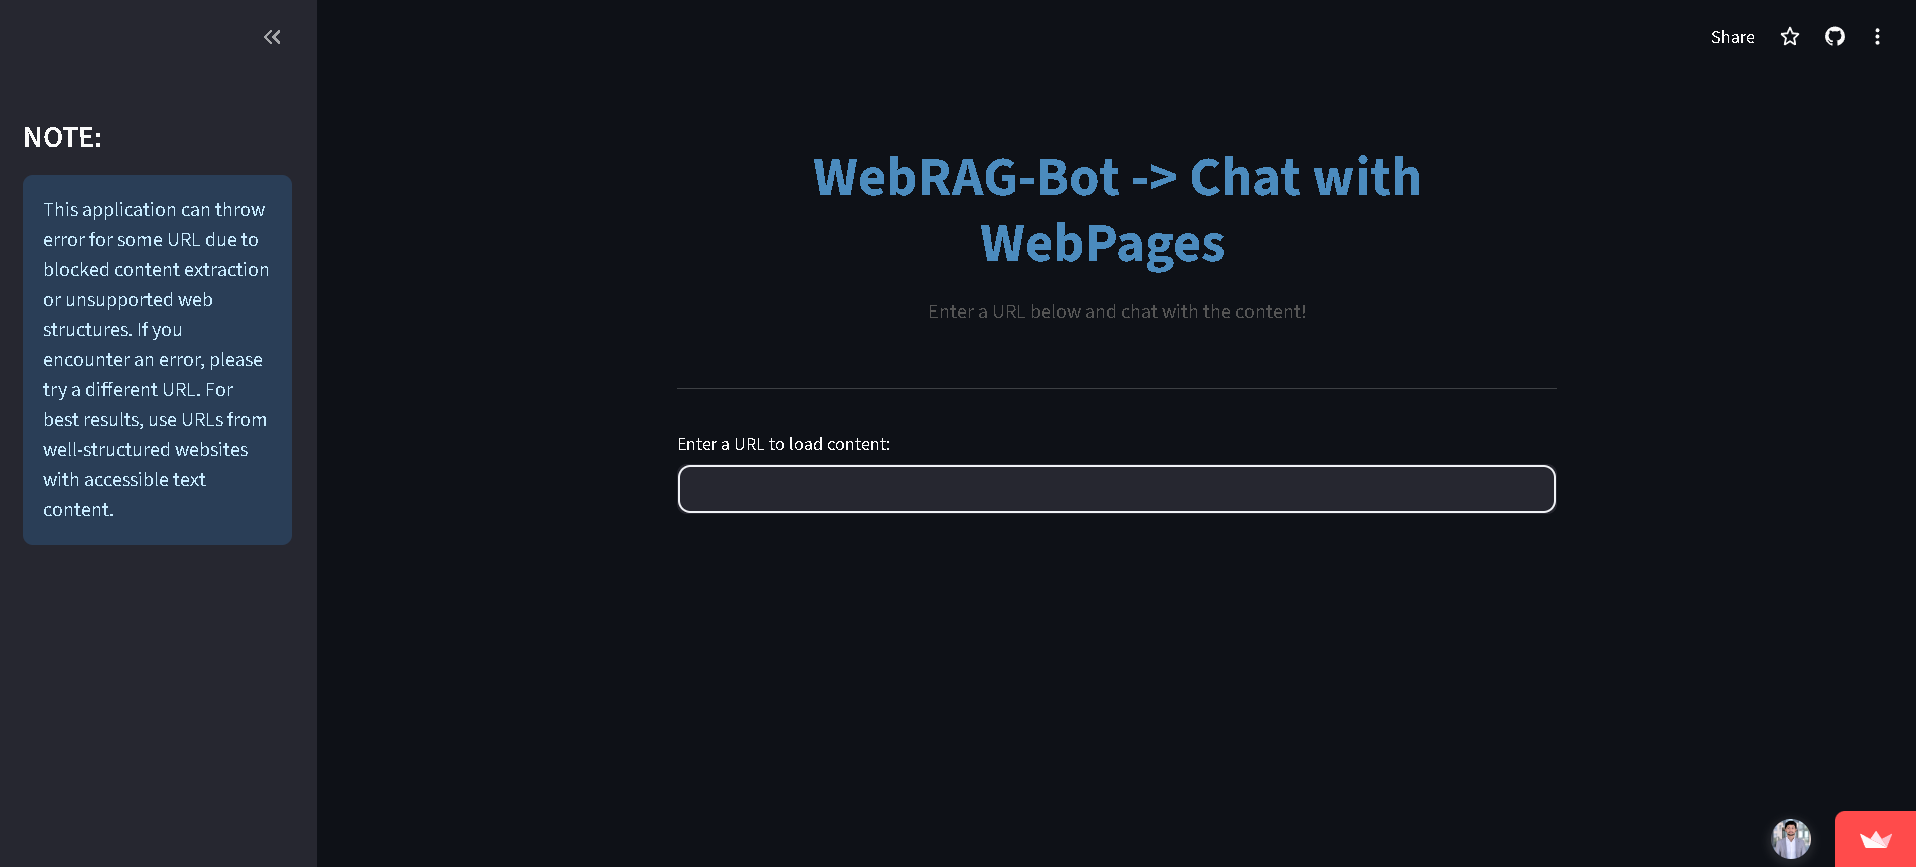 Share
NOTE:
This application can throw
error for some URL due to
blocked content extraction
or unsupported web
structures. If you
encounter an error, please
try a different URL. For
best results, use URLs from
well-structured websites
with accessible text
content.
WebRAG-Bot -> Chat with
WebPages
Enter a URL below and chat with the content!
Enter a URL to load content: